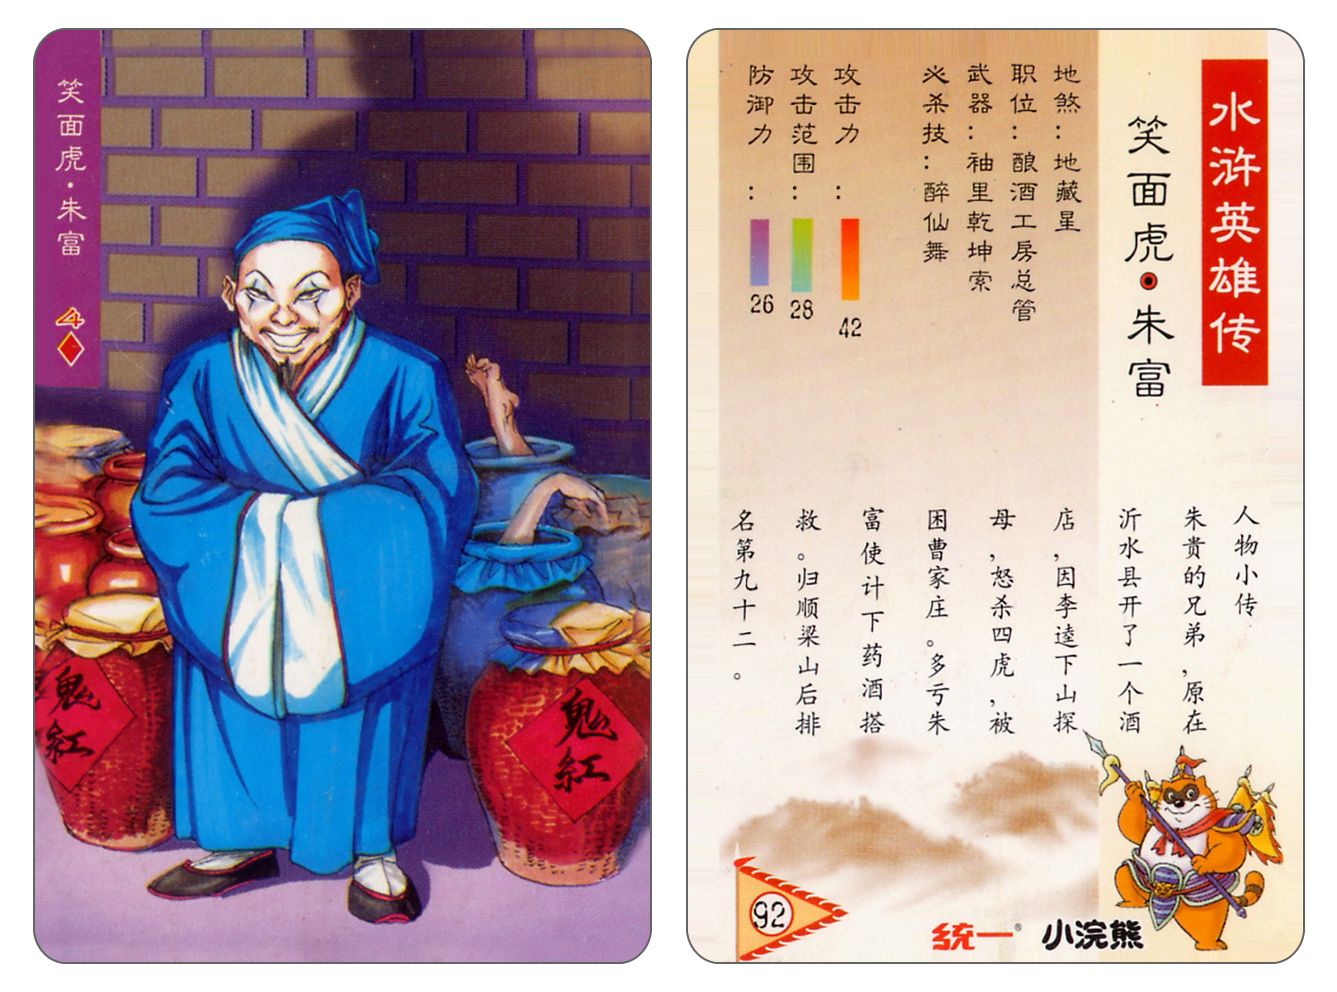 笑面虎·朱富
4
鬼紅
鬼紅
水浒英雄传
笑面虎·朱富
地煞：地藏星
职位：酿酒工房总管
武器：袖里乾坤索
必杀技：醉仙舞
攻击力：
42
攻击范围：
28
防御力：
26
人物小传
朱贵的兄弟，原在
沂水县开了一个酒
店，因李逵下山探
母，怒杀四虎，被
困曹家庄。多亏朱
富使计下药酒搭
救。归顺梁山后排
名第九十二。
92
统一®
小浣熊